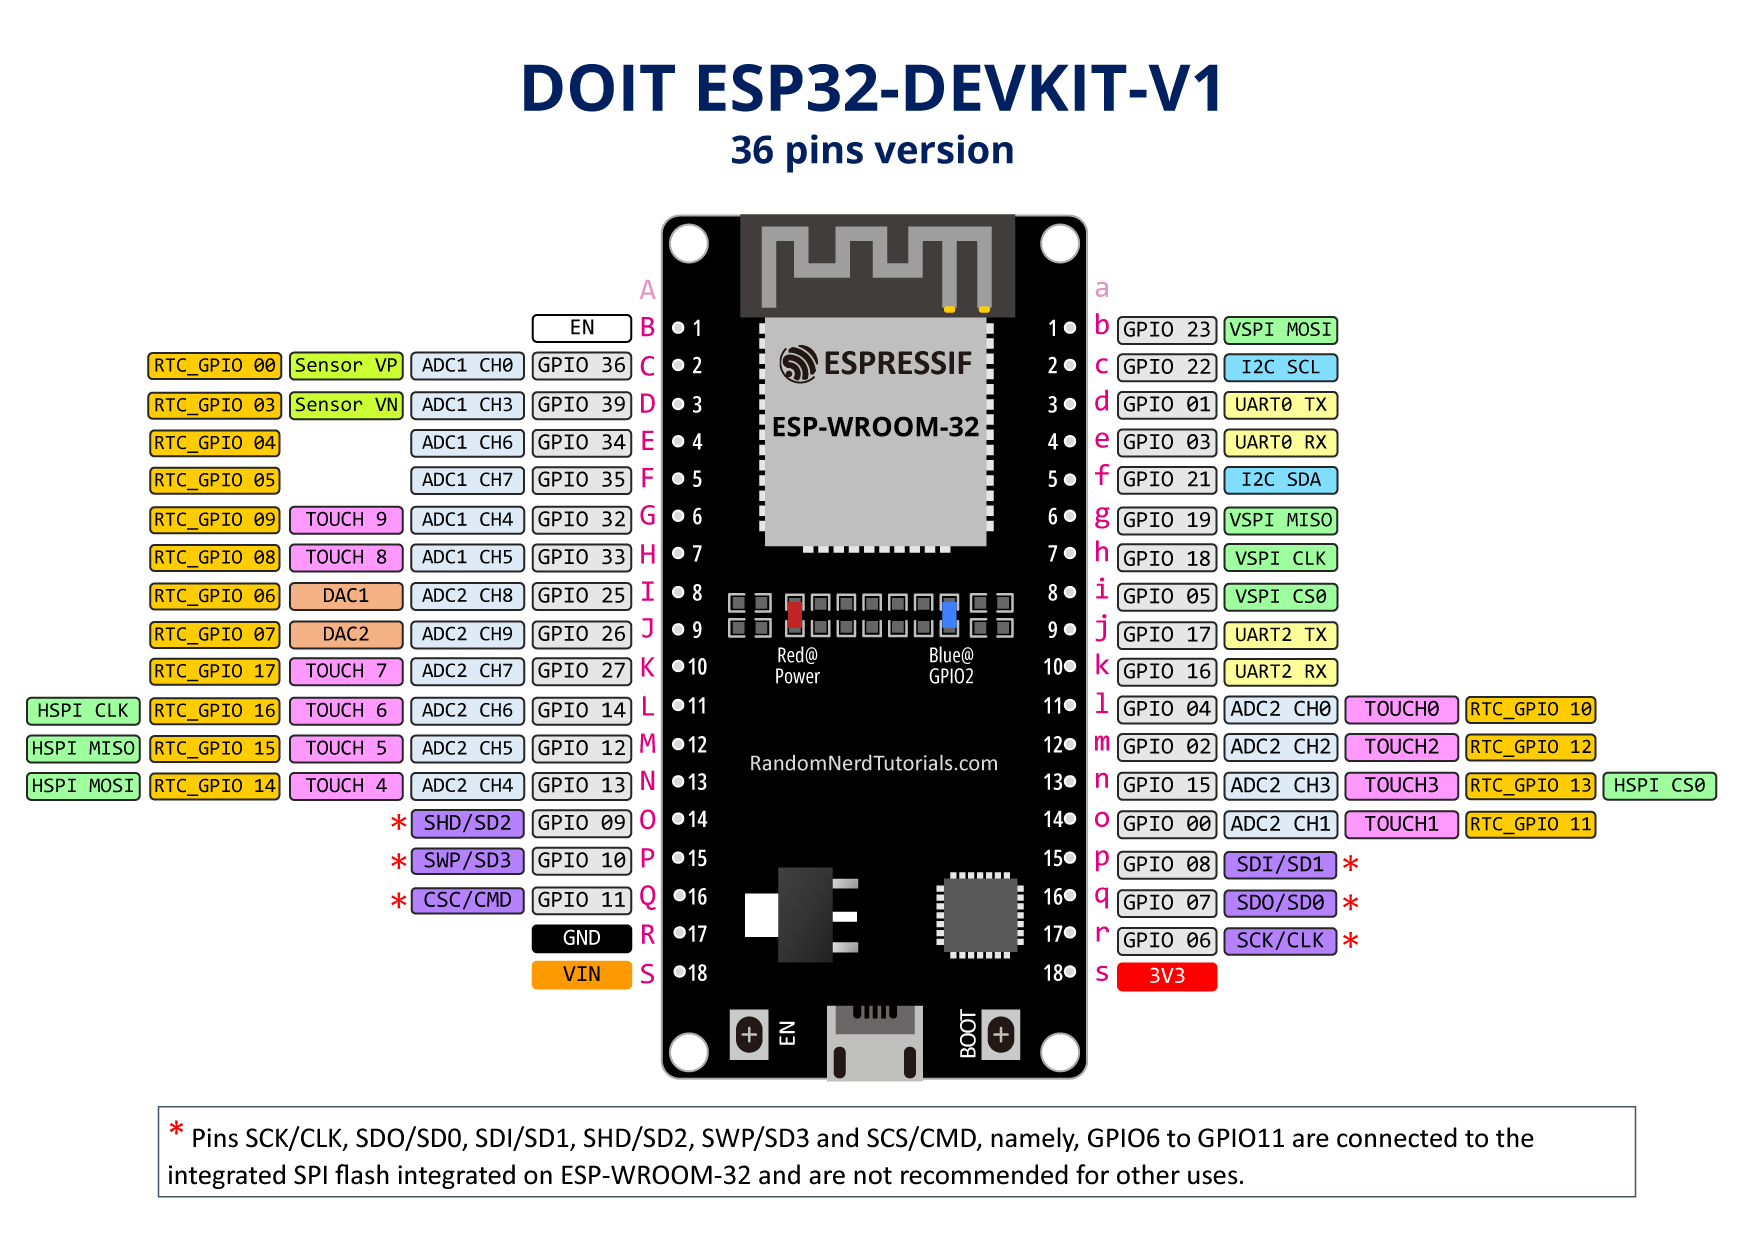 DOIT ESP32-DEVKIT-V1
36 pins version
A a
EN B 1 1 b GPIO 23 VSPI MOSI
RTC_GPIO 00 Sensor VP ADC1 CH0 GPIO 36 C 2 ESPRESSIF 2 c GPIO 22 I2C SCL
RTC_GPIO 03 Sensor VN ADC1 CH3 GPIO 39 D 3 3 d GPIO 01 UART0 TX
RTC_GPIO 04 ADC1 CH6 GPIO 34 E 4 ESP-WROOM-32 4 e GPIO 03 UART0 RX
RTC_GPIO 05 ADC1 CH7 GPIO 35 F 5 5 f GPIO 21 I2C SDA
RTC_GPIO 09 TOUCH 9 ADC1 CH4 GPIO 32 G 6 6 g GPIO 19 VSPI MISO
RTC_GPIO 08 TOUCH 8 ADC1 CH5 GPIO 33 H 7 7 h GPIO 18 VSPI CLK
RTC_GPIO 06 DAC1 ADC2 CH8 GPIO 25 I 8 8 i GPIO 05 VSPI CS0
RTC_GPIO 07 DAC2 ADC2 CH9 GPIO 26 J 9 9 j GPIO 17 UART2 TX
RTC_GPIO 17 TOUCH 7 ADC2 CH7 GPIO 27 K 10 Red@ Power Blue@ GPIO2 10 k GPIO 16 UART2 RX
HSPI CLK RTC_GPIO 16 TOUCH 6 ADC2 CH6 GPIO 14 L 11 11 l GPIO 04 ADC2 CH0 TOUCH0 RTC_GPIO 10
HSPI MISO RTC_GPIO 15 TOUCH 5 ADC2 CH5 GPIO 12 M 12 RandomNerdTutorials.com 12 m GPIO 02 ADC2 CH2 TOUCH2 RTC_GPIO 12
HSPI MOSI RTC_GPIO 14 TOUCH 4 ADC2 CH4 GPIO 13 N 13 13 n GPIO 15 ADC2 CH3 TOUCH3 RTC_GPIO 13 HSPI CS0
* SHD/SD2 GPIO 09 O 14 14 o GPIO 00 ADC2 CH1 TOUCH1 RTC_GPIO 11
* SWP/SD3 GPIO 10 P 15 15 p GPIO 08 SDI/SD1 *
* CSC/CMD GPIO 11 Q 16 16 q GPIO 07 SDO/SD0 *
GND R 17 17 r GPIO 06 SCK/CLK *
VIN S 18 18 s 3V3
EN BOOT
* Pins SCK/CLK, SDO/SD0, SDI/SD1, SHD/SD2, SWP/SD3 and SCS/CMD, namely, GPIO6 to GPIO11 are connected to the
integrated SPI flash integrated on ESP-WROOM-32 and are not recommended for other uses.